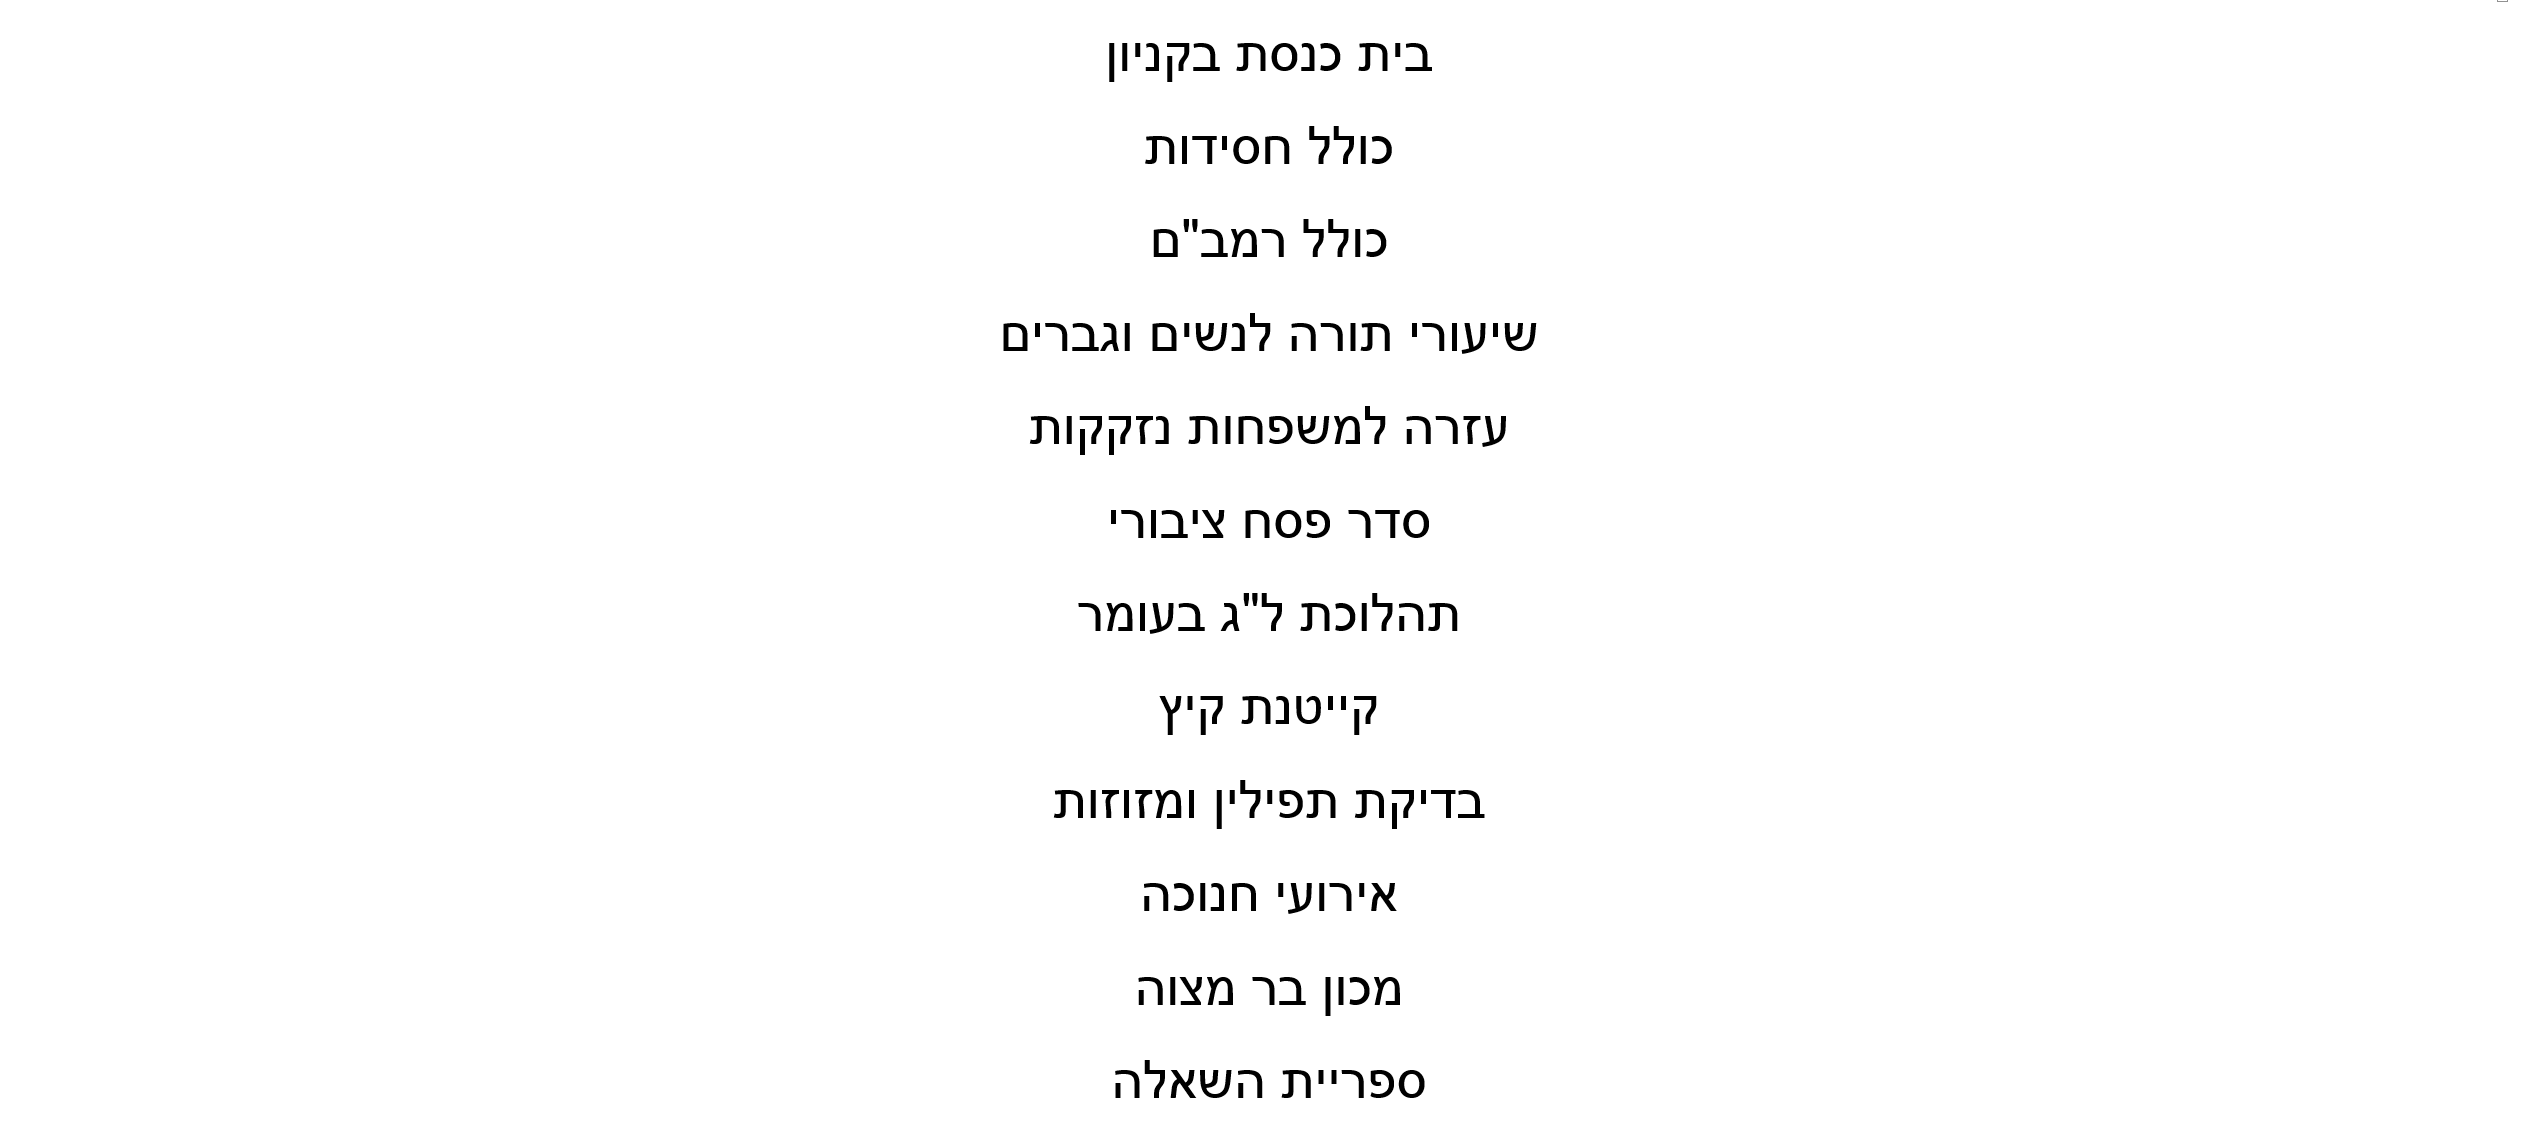 בית כנסת בקניון
כולל חסידות
כולל רמב"ם
שיעורי תורה לנשים וגברים
עזרה למשפחות נזקקות
סדר פסח ציבורי
תהלוכת ל"ג בעומר
קייטנת קיץ
בדיקת תפילין ומזוזות
אירועי חנוכה
מכון בר מצוה
ספריית השאלה